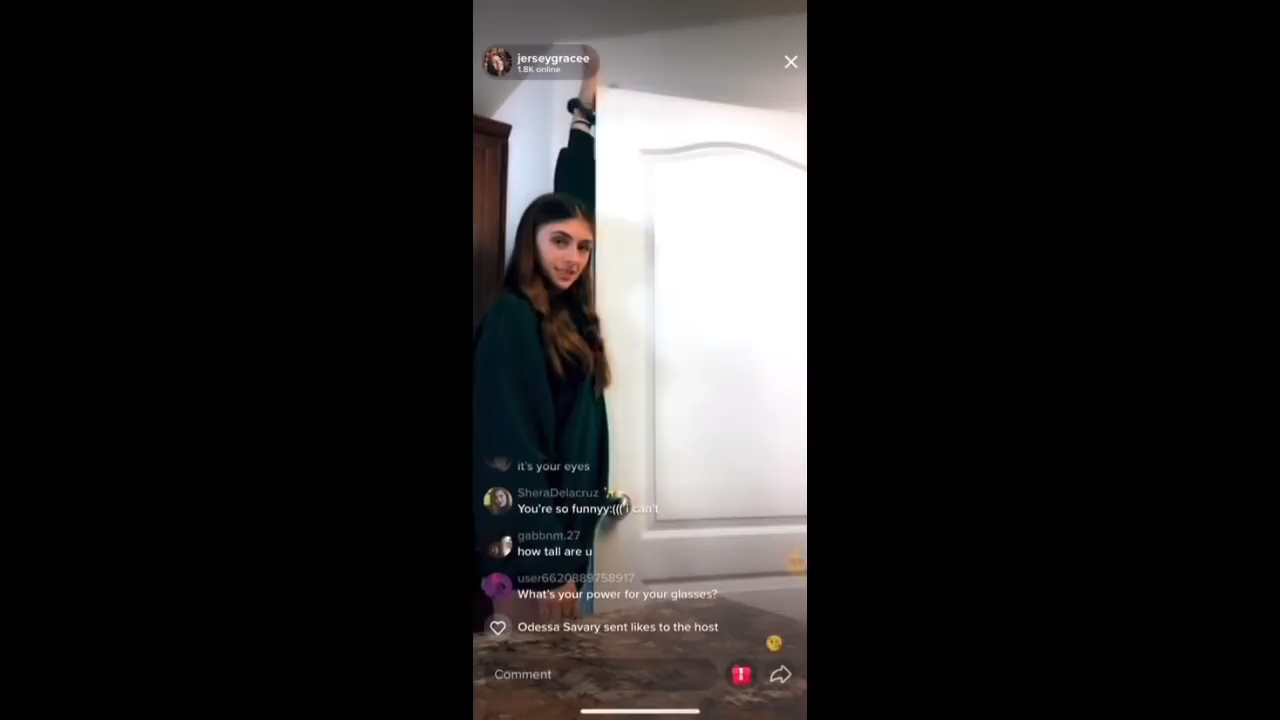 jerseygracee
1.8K online
it's your eyes
SheraDelacruz ✨
You're so funnyy:((( i can't
gabbnm.27
how tall are u
user6620889758917
What's your power for your glasses?
Odessa Savary sent likes to the host
Comment